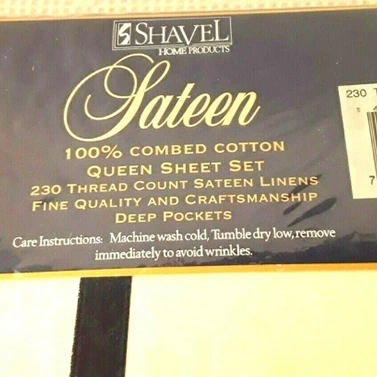 SHAVEL
HOME PRODUCTS
Sateen
100% COMBED COTTON
QUEEN SHEET SET
230 THREAD COUNT SATEEN LINENS
FINE QUALITY AND CRAFTSMANSHIP
DEEP POCKETS
Care Instructions: Machine wash cold, Tumble dry low, remove
immediately to avoid wrinkles.
230 T
7